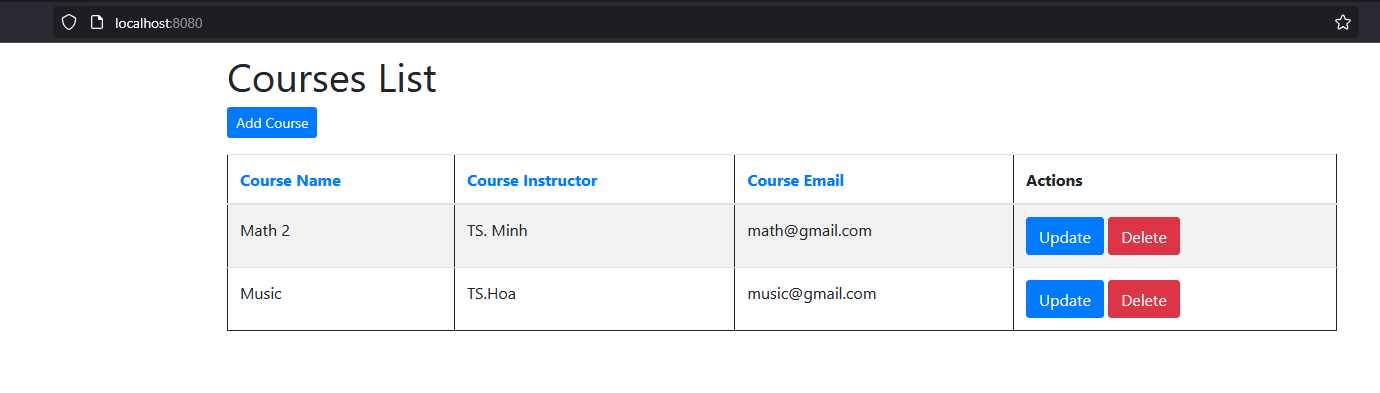 localhost:8080
Courses List
Add Course
Course Name Course Instructor Course Email Actions
Math 2 TS. Minh math@gmail.com Update Delete
Music TS.Hoa music@gmail.com Update Delete